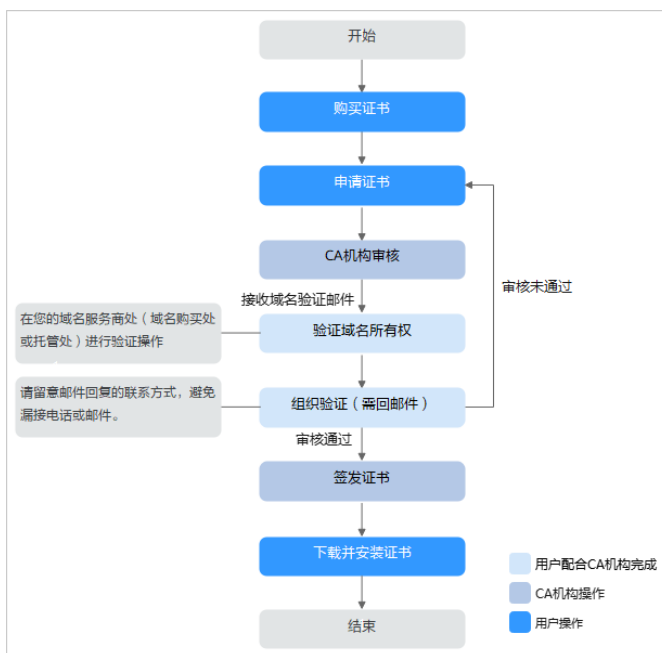 开始
购买证书
申请证书
CA机构审核
审核未通过
接收域名验证邮件
在您的域名服务商处（域名购买处
或托管处）进行验证操作
验证域名所有权
请留意邮件回复的联系方式，避免
漏接电话或邮件。
组织验证（需回邮件）
审核通过
签发证书
下载并安装证书
用户配合CA机构完成
CA机构操作
用户操作
结束